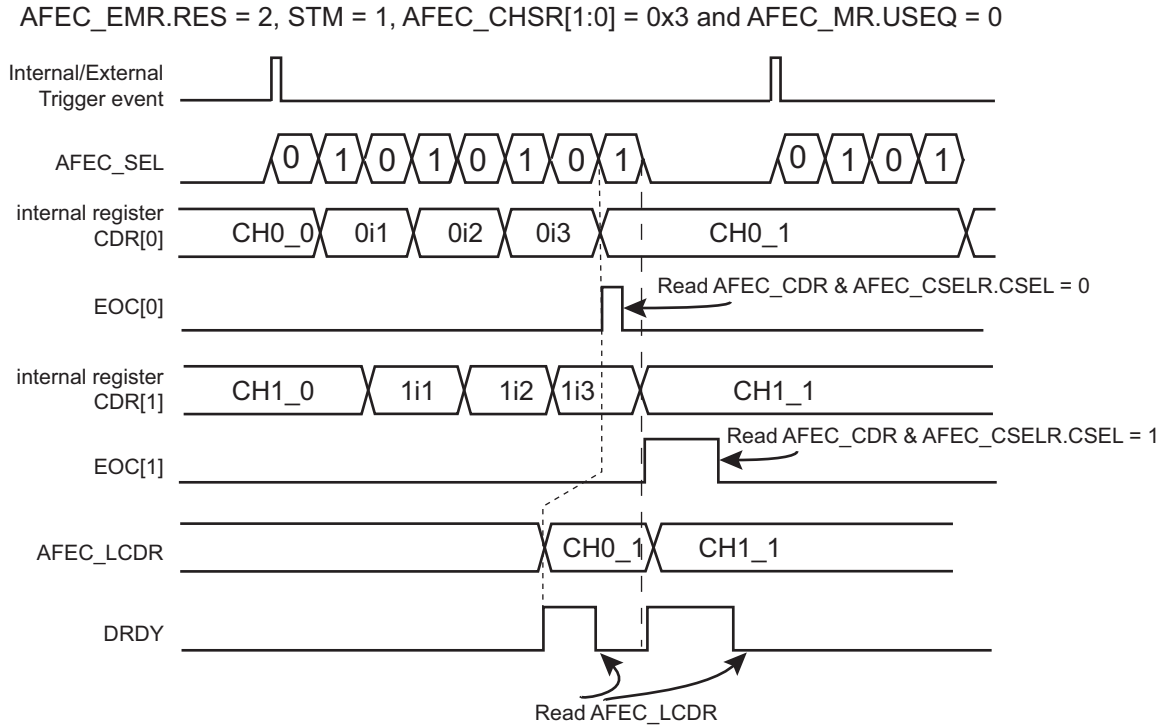 AFEC_EMR.RES = 2, STM = 1, AFEC_CHSR[1:0] = 0x3 and AFEC_MR.USEQ = 0
Internal/External
Trigger event
AFEC_SEL
0 1 0 1 0 1 0 1 0 1 0 1
internal register
CDR[0]
CH0_0 0i1 0i2 0i3 CH0_1
EOC[0]
Read AFEC_CDR & AFEC_CSELR.CSEL = 0
internal register
CDR[1]
CH1_0 1i1 1i2 1i3 CH1_1
Read AFEC_CDR & AFEC_CSELR.CSEL = 1
EOC[1]
AFEC_LCDR
CH0_1 CH1_1
DRDY
Read AFEC_LCDR